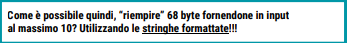 Come è possibile quindi, “riempire” 68 byte fornendone in input
al massimo 10? Utilizzando le stringhe formattate!!!